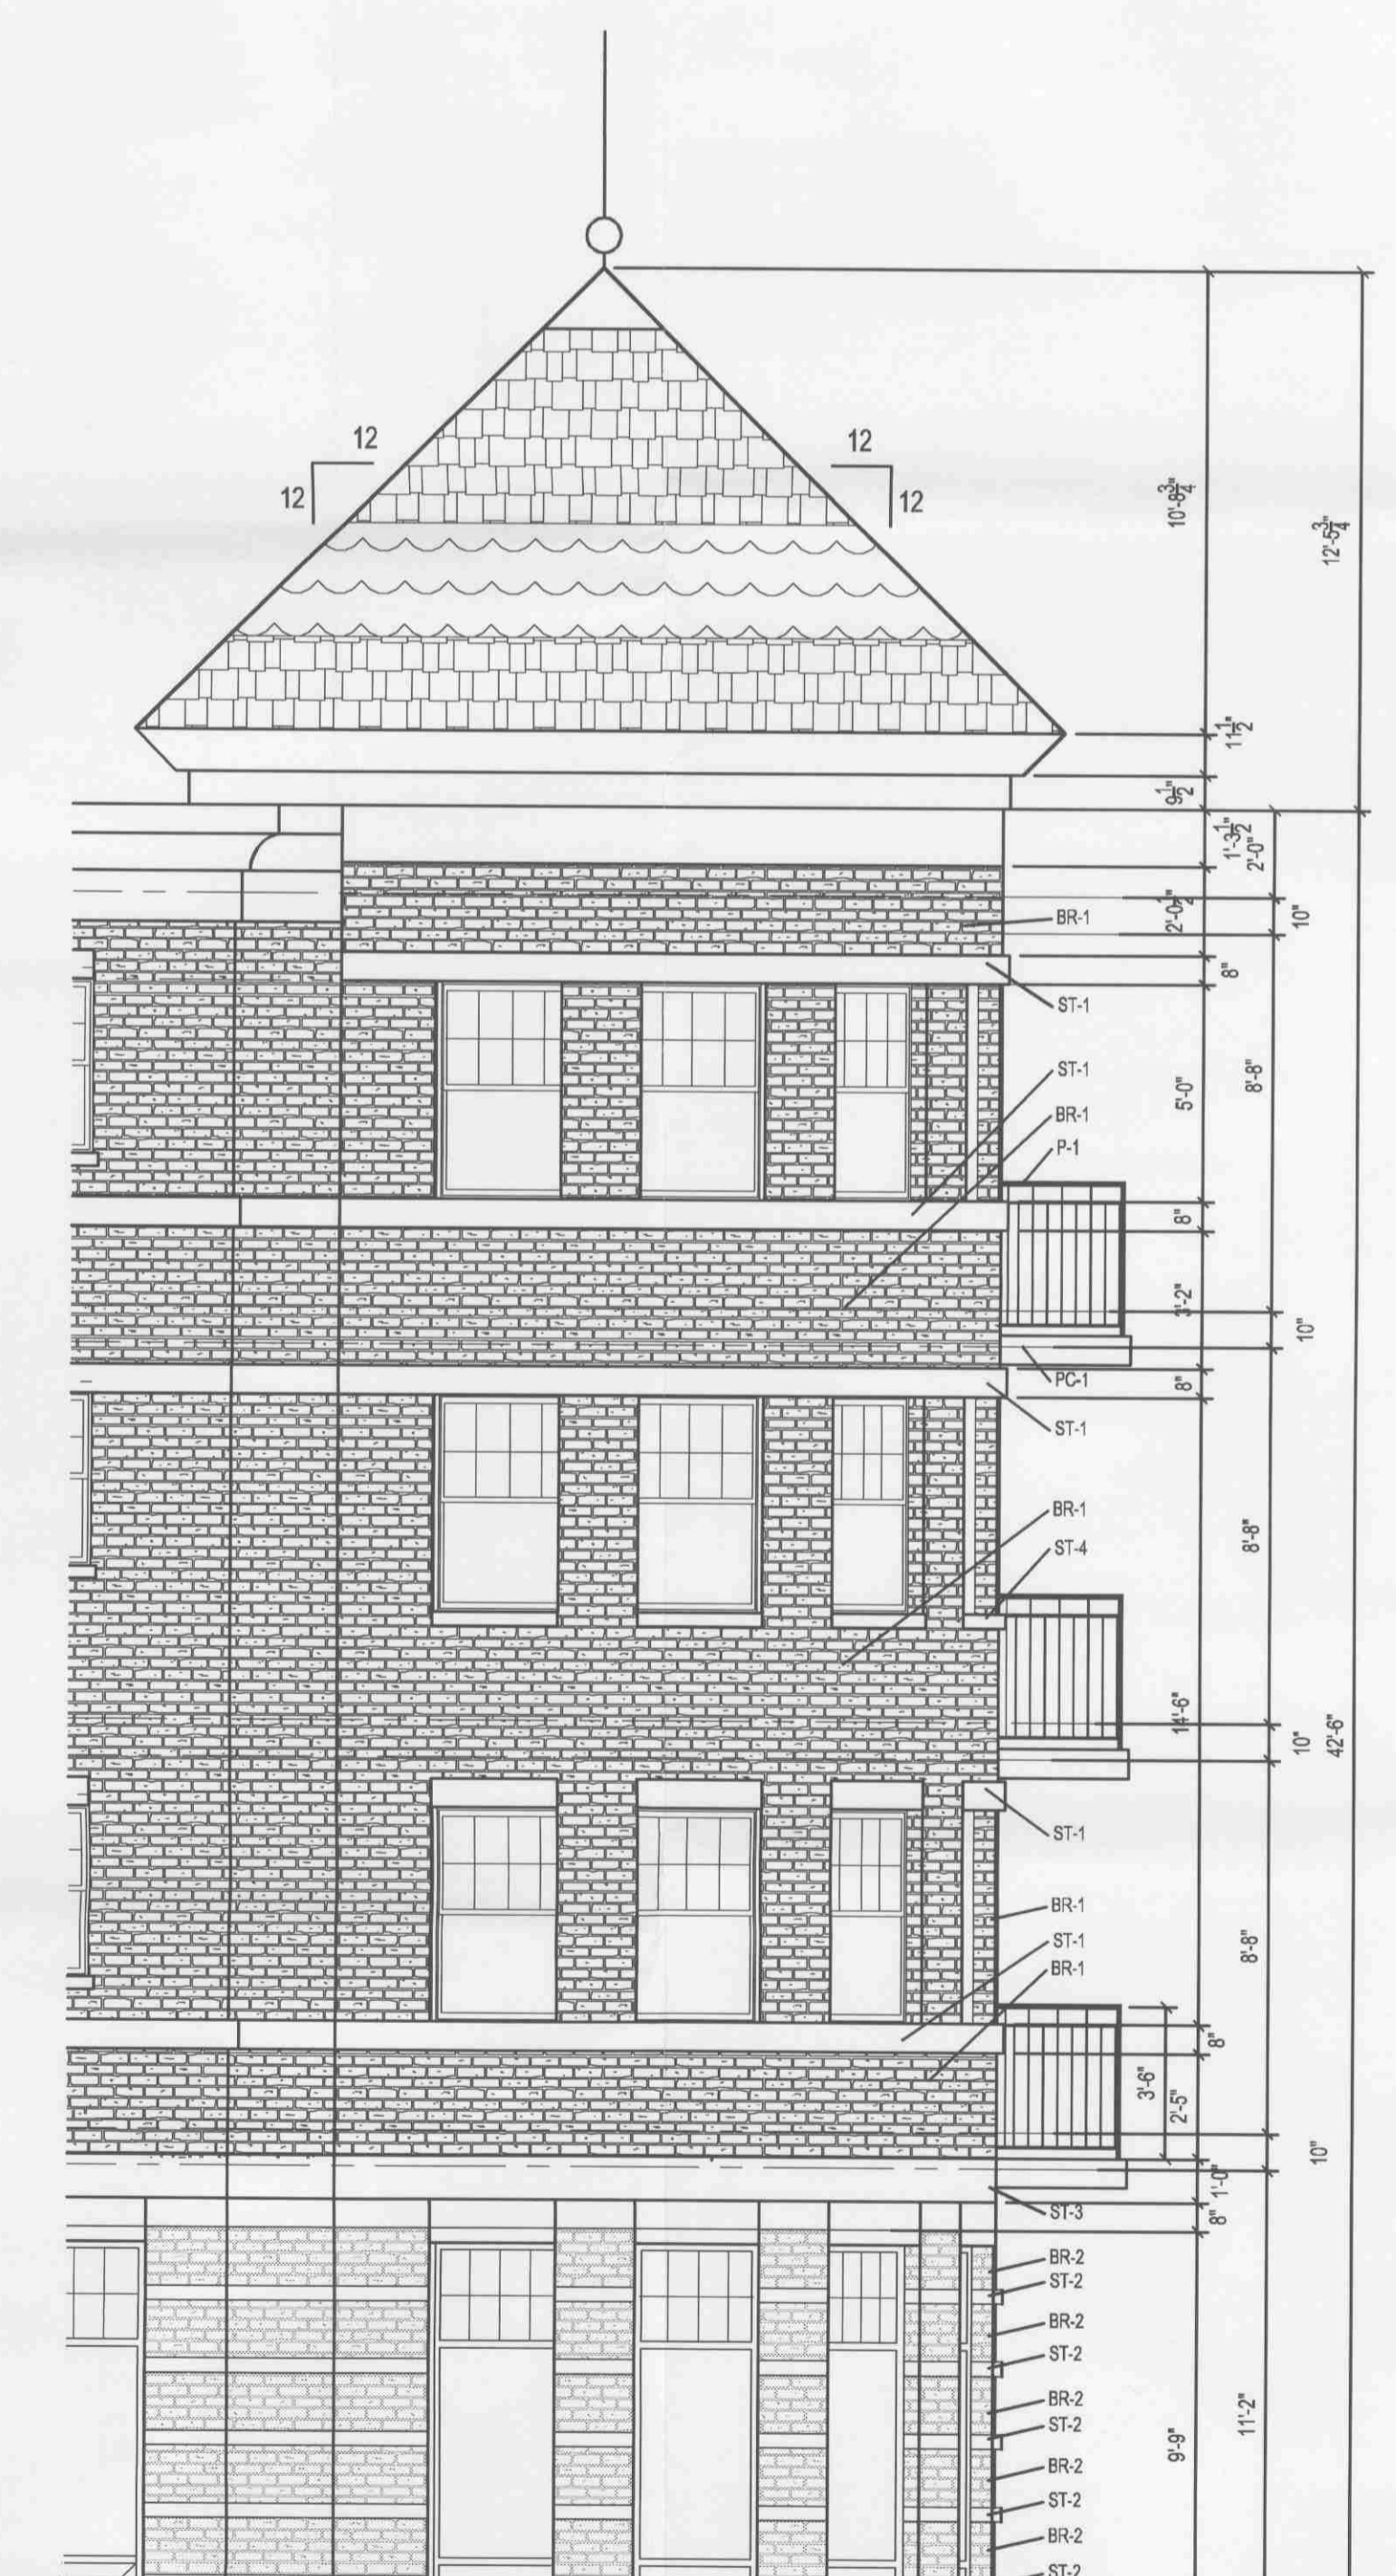 12
12
12
12
10'-8 3/4"
12'-5 3/4"
11 1/2"
9 1/2"
1'-3 1/2"
2'-0"
2'-0 1/2"
10"
BR-1
8"
ST-1
ST-1
BR-1
P-1
5'-0"
8'-8"
8"
3'-2"
10"
PC-1
8"
ST-1
BR-1
ST-4
8'-8"
14'-6"
10"
42'-6"
ST-1
BR-1
ST-1
BR-1
8'-8"
8"
3'-6"
2'-5"
10"
1'-0"
8"
ST-3
BR-2
ST-2
BR-2
ST-2
BR-2
ST-2
BR-2
ST-2
BR-2
ST-2
9'-9"
11'-2"